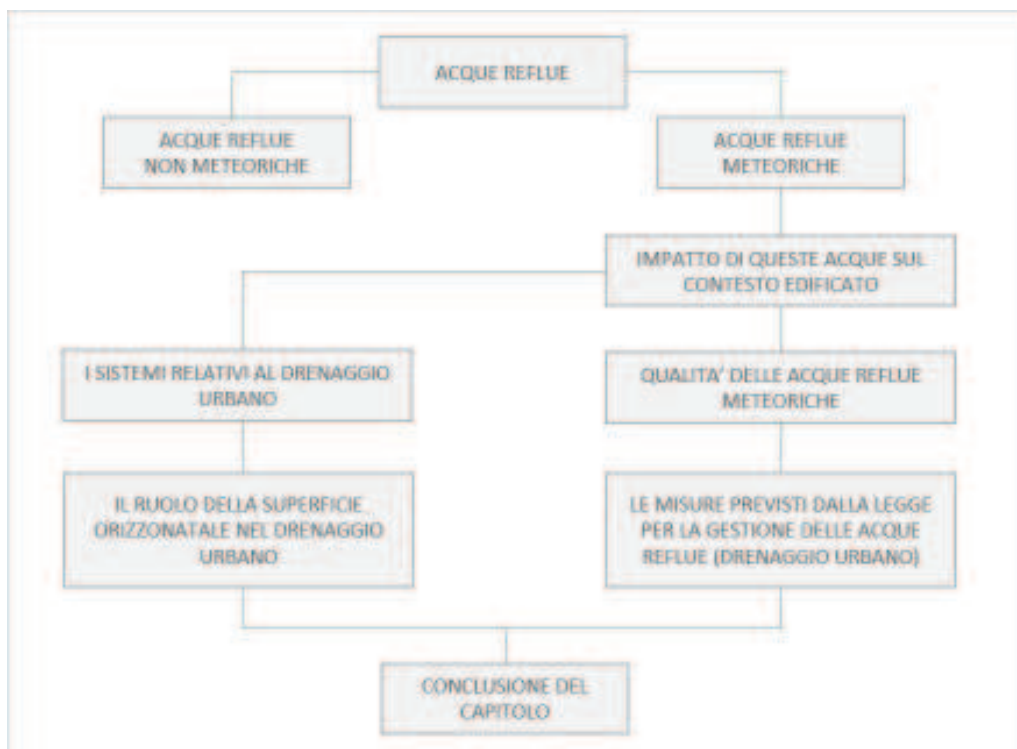 ACQUE REFLUE
ACQUE REFLUE
NON METEORICHE
ACQUE REFLUE
METEORICHE
IMPATTO DI QUESTE ACQUE SUL
CONTESTO EDIFICATO
I SISTEMI RELATIVI AL DRENAGGIO
URBANO
QUALITA' DELLE ACQUE REFLUE
METEORICHE
IL RUOLO DELLA SUPERFICIE
ORIZZONATALE NEL DRENAGGIO
URBANO
LE MISURE PREVISTI DALLA LEGGE
PER LA GESTIONE DELLE ACQUE
REFLUE (DRENAGGIO URBANO)
CONCLUSIONE DEL
CAPITOLO